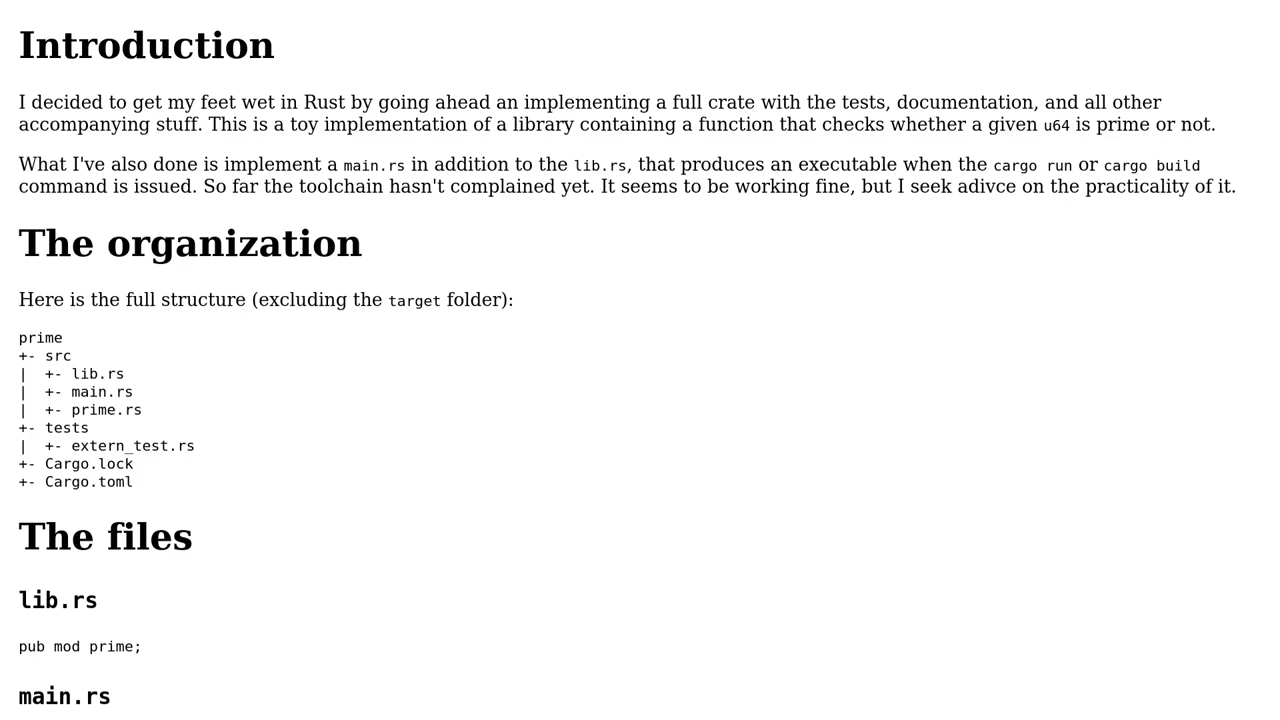 Introduction
I decided to get my feet wet in Rust by going ahead an implementing a full crate with the tests, documentation, and all other
accompanying stuff. This is a toy implementation of a library containing a function that checks whether a given u64 is prime or not.
What I've also done is implement a main.rs in addition to the lib.rs, that produces an executable when the cargo run or cargo build
command is issued. So far the toolchain hasn't complained yet. It seems to be working fine, but I seek adivce on the practicality of it.
The organization
Here is the full structure (excluding the target folder):
prime
+- src
|  +- lib.rs
|  +- main.rs
|  +- prime.rs
+- tests
|  +- extern_test.rs
+- Cargo.lock
+- Cargo.toml
The files
lib.rs
pub mod prime;
main.rs